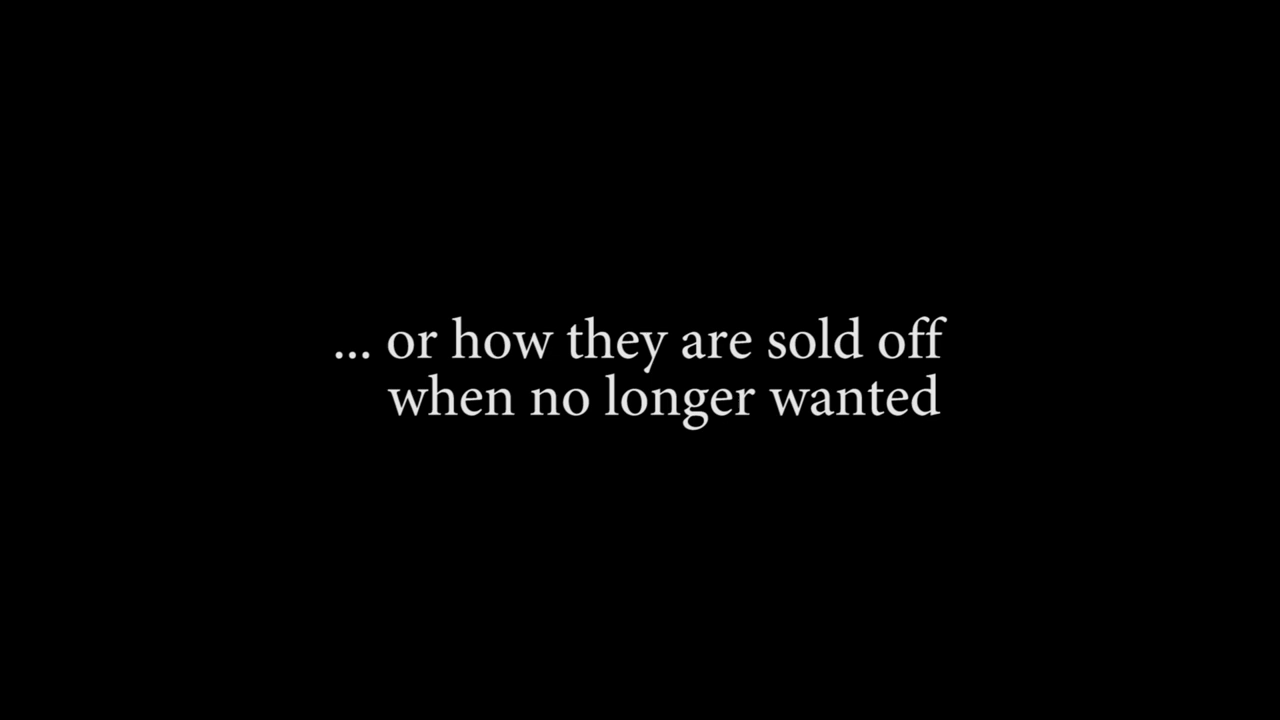 ... or how they are sold off
when no longer wanted